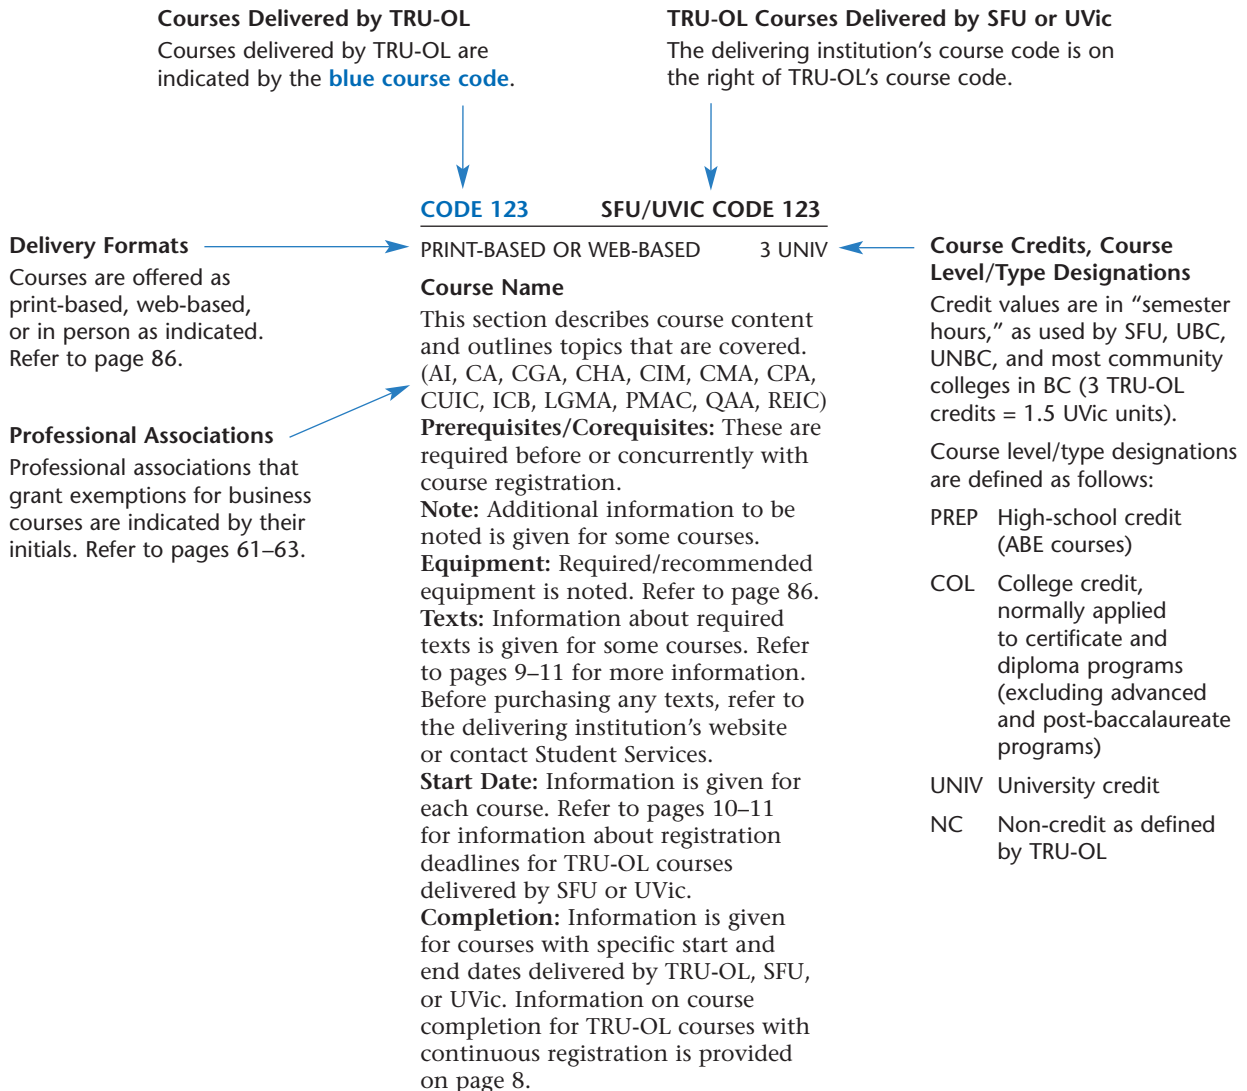 Courses Delivered by TRU-OL
Courses delivered by TRU-OL are
indicated by the blue course code.
TRU-OL Courses Delivered by SFU or UVic
The delivering institution's course code is on
the right of TRU-OL's course code.
CODE 123 SFU/UVIC CODE 123
PRINT-BASED OR WEB-BASED 3 UNIV
Delivery Formats
Courses are offered as
print-based, web-based,
or in person as indicated.
Refer to page 86.
Professional Associations
Professional associations that
grant exemptions for business
courses are indicated by their
initials. Refer to pages 61–63.
Course Name
This section describes course content
and outlines topics that are covered.
(AI, CA, CGA, CHA, CIM, CMA, CPA,
CUIC, ICB, LGMA, PMAC, QAA, REIC)
Prerequisites/Corequisites: These are
required before or concurrently with
course registration.
Note: Additional information to be
noted is given for some courses.
Equipment: Required/recommended
equipment is noted. Refer to page 86.
Texts: Information about required
texts is given for some courses. Refer
to pages 9–11 for more information.
Before purchasing any texts, refer to
the delivering institution's website
or contact Student Services.
Start Date: Information is given for
each course. Refer to pages 10–11
for information about registration
deadlines for TRU-OL courses
delivered by SFU or UVic.
Completion: Information is given
for courses with specific start and
end dates delivered by TRU-OL, SFU,
or UVic. Information on course
completion for TRU-OL courses with
continuous registration is provided
on page 8.
Course Credits, Course
Level/Type Designations
Credit values are in “semester
hours,” as used by SFU, UBC,
UNBC, and most community
colleges in BC (3 TRU-OL
credits = 1.5 UVic units).
Course level/type designations
are defined as follows:
PREP High-school credit
(ABE courses)
COL College credit,
normally applied
to certificate and
diploma programs
(excluding advanced
and post-baccalaureate
programs)
UNIV University credit
NC Non-credit as defined
by TRU-OL